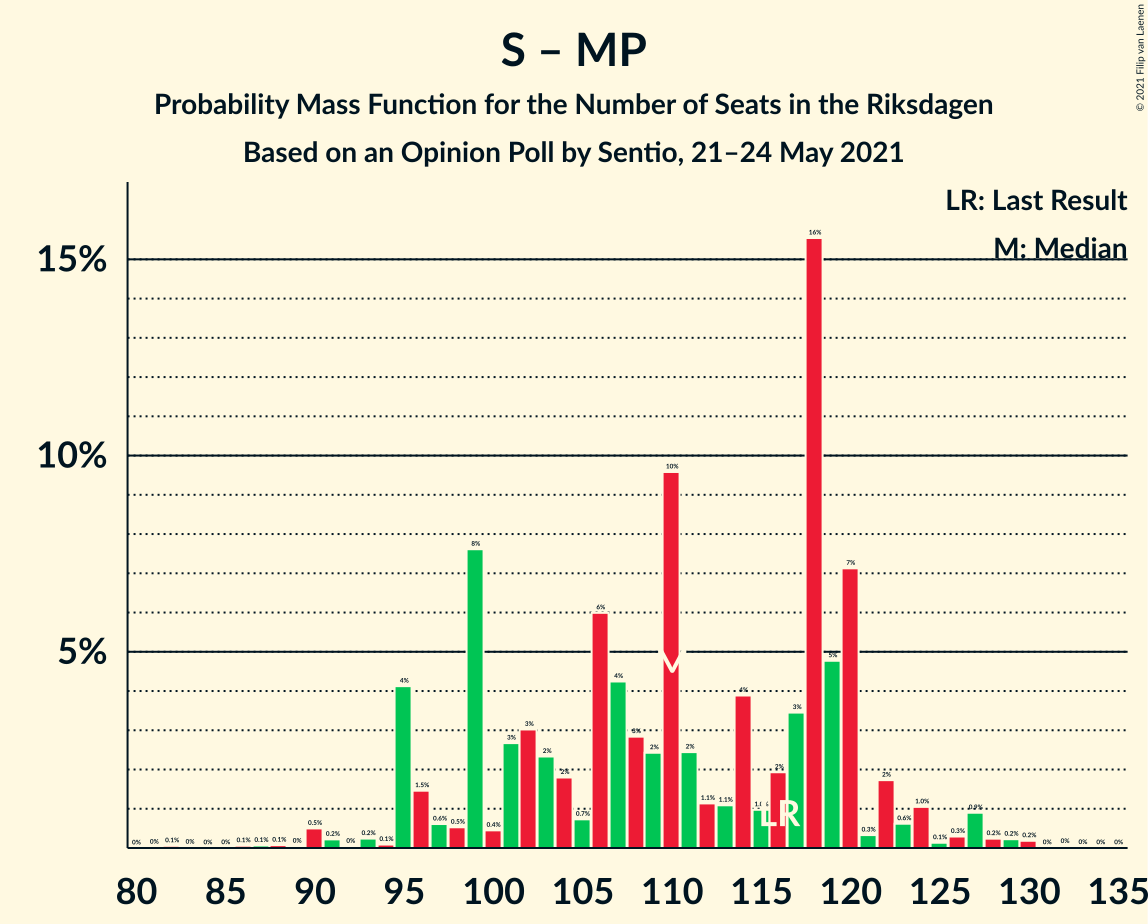 S – MP
Probability Mass Function for the Number of Seats in the Riksdagen
Based on an Opinion Poll by Sentio, 21–24 May 2021
© 2021 Filip van Laenen
LR: Last Result
M: Median
15%
10%
5%
0% 0% 0.1% 0% 0% 0% 0.1% 0.1% 0.1% 0% 0.5% 0.2% 0% 0.2% 0.1% 4% 1.5% 0.6% 0.5% 8% 0.4% 3% 3% 2% 2% 0.7% 6% 4% 3% 2% 10% 2% 1.1% 1.1% 4% 2% 3% 16% 5% 7% 0.3% 2% 0.6% 1.0% 0.1% 0.3% 0.9% 0.2% 0.2% 0.2% 0% 0% 0% 0% 0%
LR
80 85 90 95 100 105 110 115 120 125 130 135